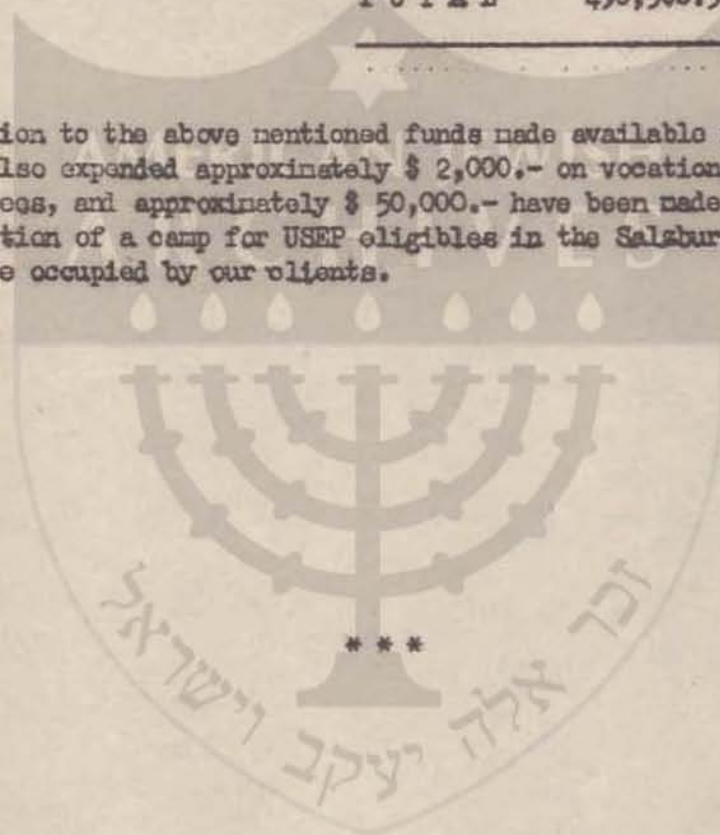 T O T A L
ion to the above mentioned funds made available
lso expended approximately $ 2,000.- on vocation
ees, and approximately $ 50,000.- have been made
tion of a camp for USEP eligibles in the Salzbur
e occupied by our clients.
ARCHIVES
* * *
זכר אלה יעקב וישראל